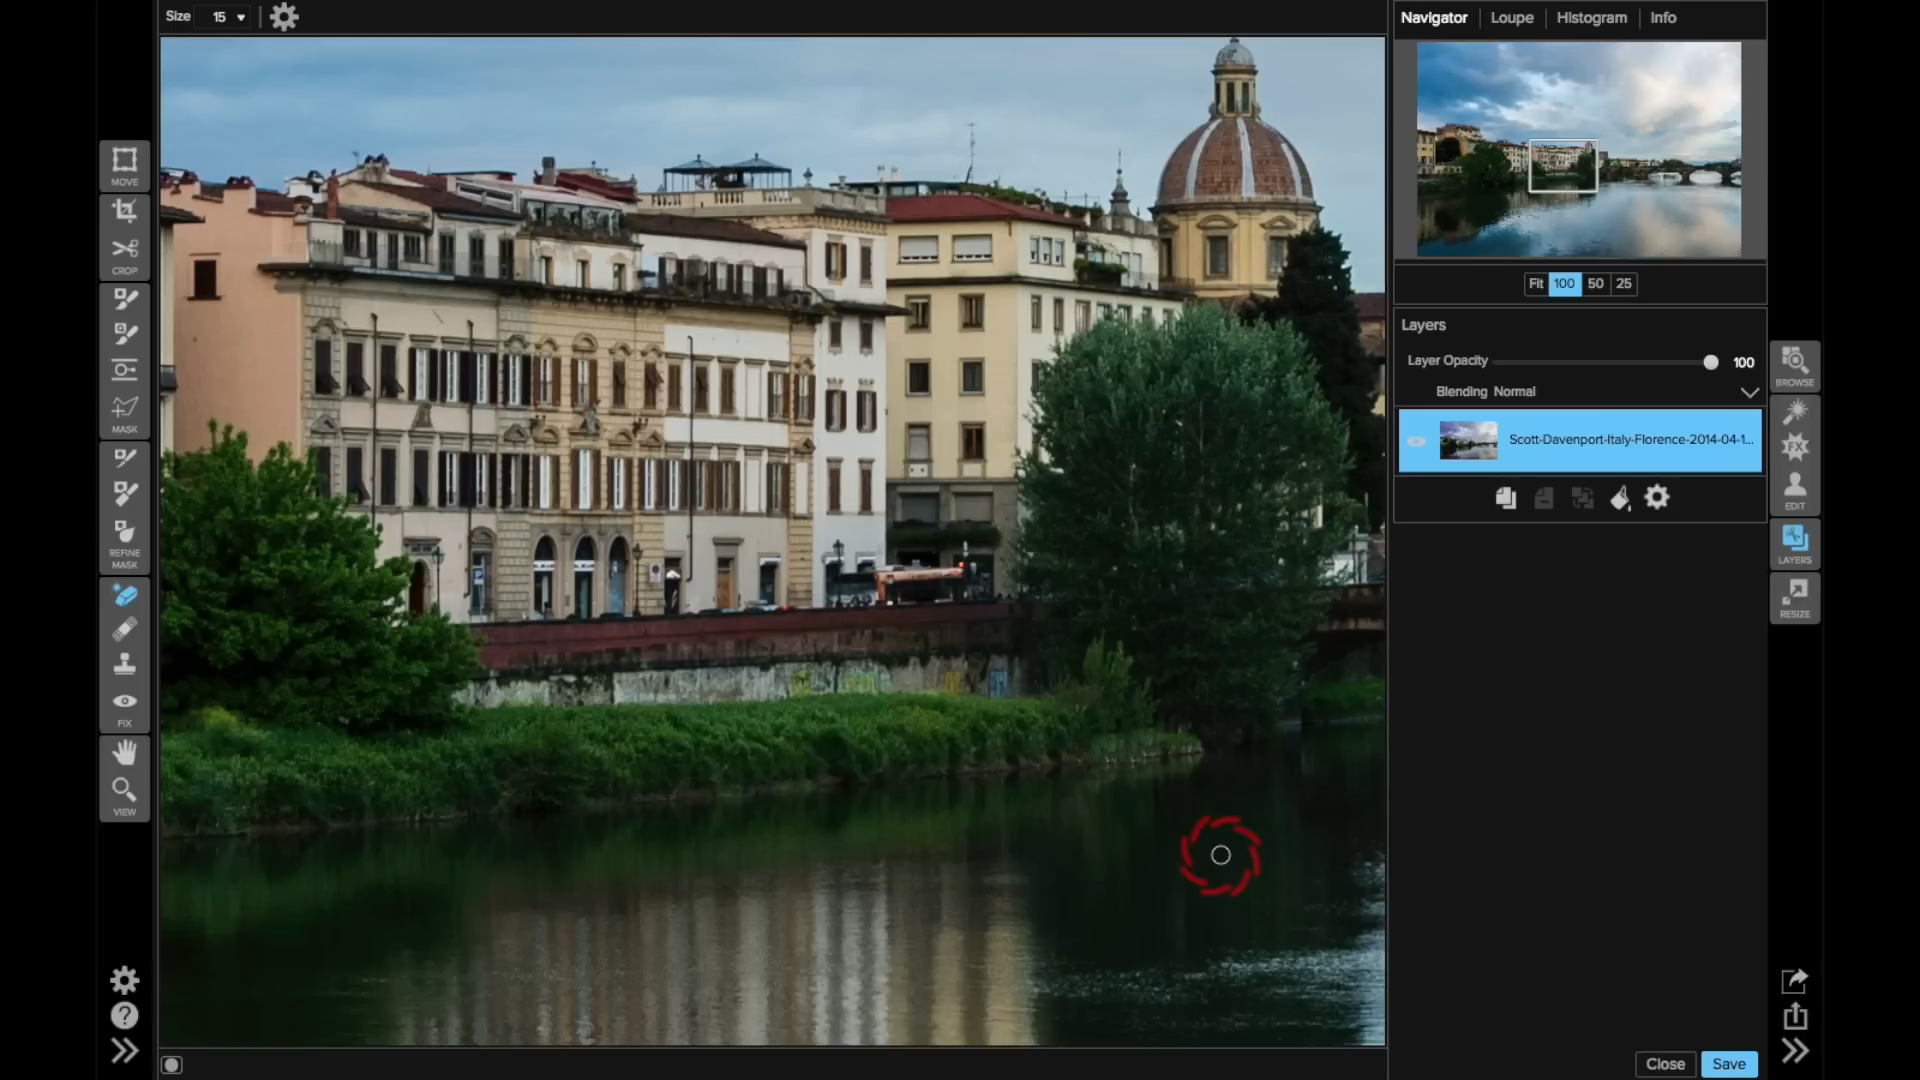 Size 15
Navigator Loupe Histogram Info
Fit 100 50 25
Layers
Layer Opacity 100
Blending Normal
Scott-Davenport-Italy-Florence-2014-04-1...
MOVE
CROP
MASK
REFINE
MASK
FIX
VIEW
BROWSE
FX
EDIT
LAYERS
RESIZE
P
?
Close Save